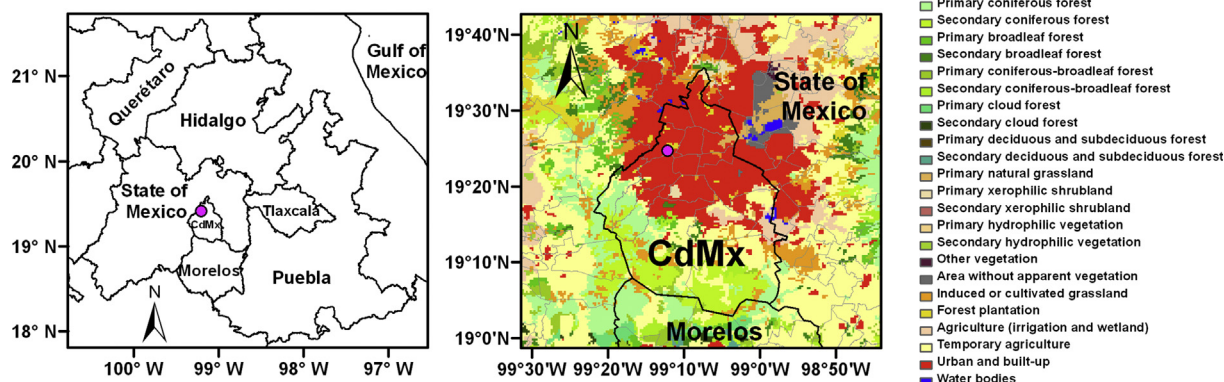 21° N
20° N
19° N
18° N
100° W
99° W
98° W
97° W
Gulf of
Mexico
Querétaro
Hidalgo
State of
Mexico
CdMx
Tlaxcala
Morelos
Puebla
N
19°40'N
19°30'N
19°20'N
19°10'N
19°0'N
99°30'W
99°20'W
99°10'W
99°0'W
98°50'W
N
State of
Mexico
CdMx
Morelos
Primary coniferous forest
Secondary coniferous forest
Primary broadleaf forest
Secondary broadleaf forest
Primary coniferous-broadleaf forest
Secondary coniferous-broadleaf forest
Primary cloud forest
Secondary cloud forest
Primary deciduous and subdeciduous forest
Secondary deciduous and subdeciduous forest
Primary natural grassland
Primary xerophilic shrubland
Secondary xerophilic shrubland
Primary hydrophilic vegetation
Secondary hydrophilic vegetation
Other vegetation
Area without apparent vegetation
Induced or cultivated grassland
Forest plantation
Agriculture (irrigation and wetland)
Temporary agriculture
Urban and built-up
Water bodies